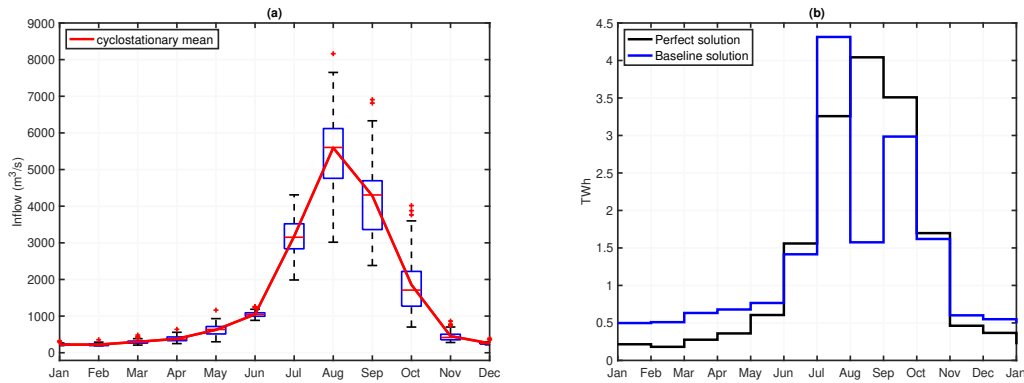 (a)
9000
8000
7000
6000
5000
4000
3000
2000
1000
0
Inflow (m³/s)
cyclostationary mean
Jan Feb Mar Apr May Jun Jul Aug Sep Oct Nov Dec
(b)
4.5
4
3.5
3
2.5
2
1.5
1
0.5
0
TWh
Perfect solution
Baseline solution
Jan Feb Mar Apr May Jun Jul Aug Sep Oct Nov Dec Jan